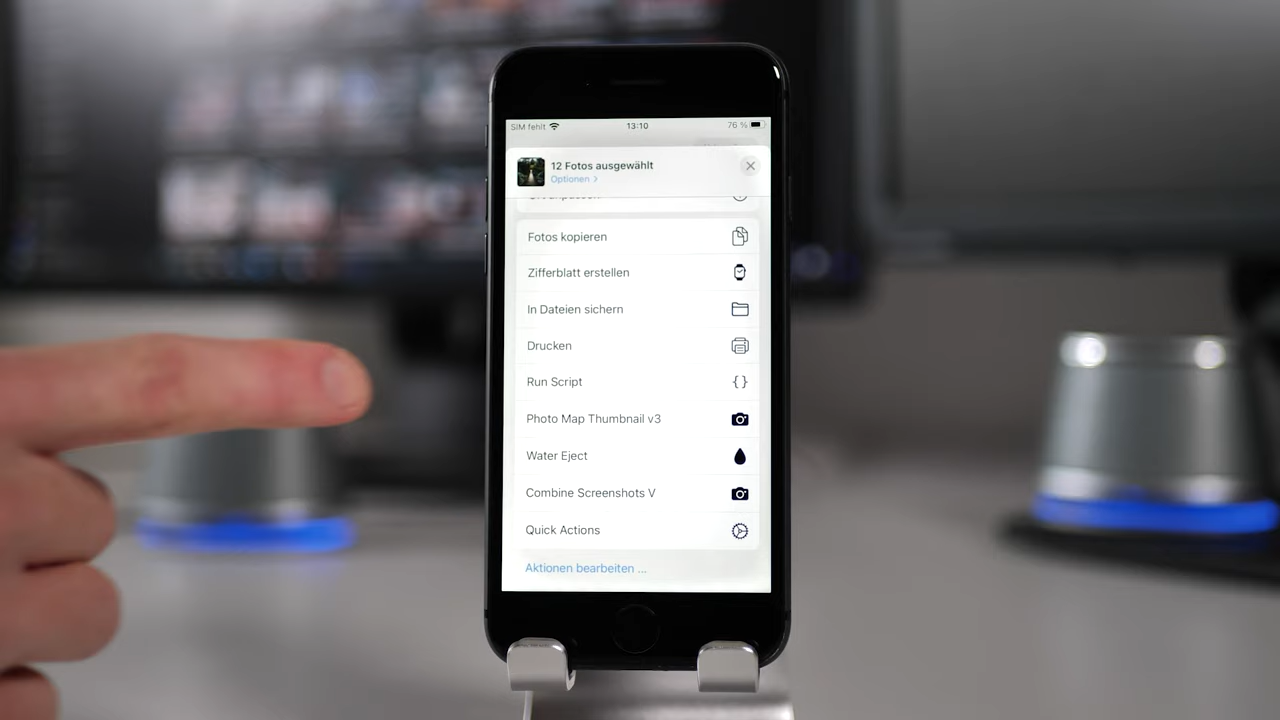 SIM fehlt 13:10 76 %
12 Fotos ausgewählt
Optionen >
Fotos kopieren
Zifferblatt erstellen
In Dateien sichern
Drucken
Run Script
Photo Map Thumbnail v3
Water Eject
Combine Screenshots V
Quick Actions
Aktionen bearbeiten ...